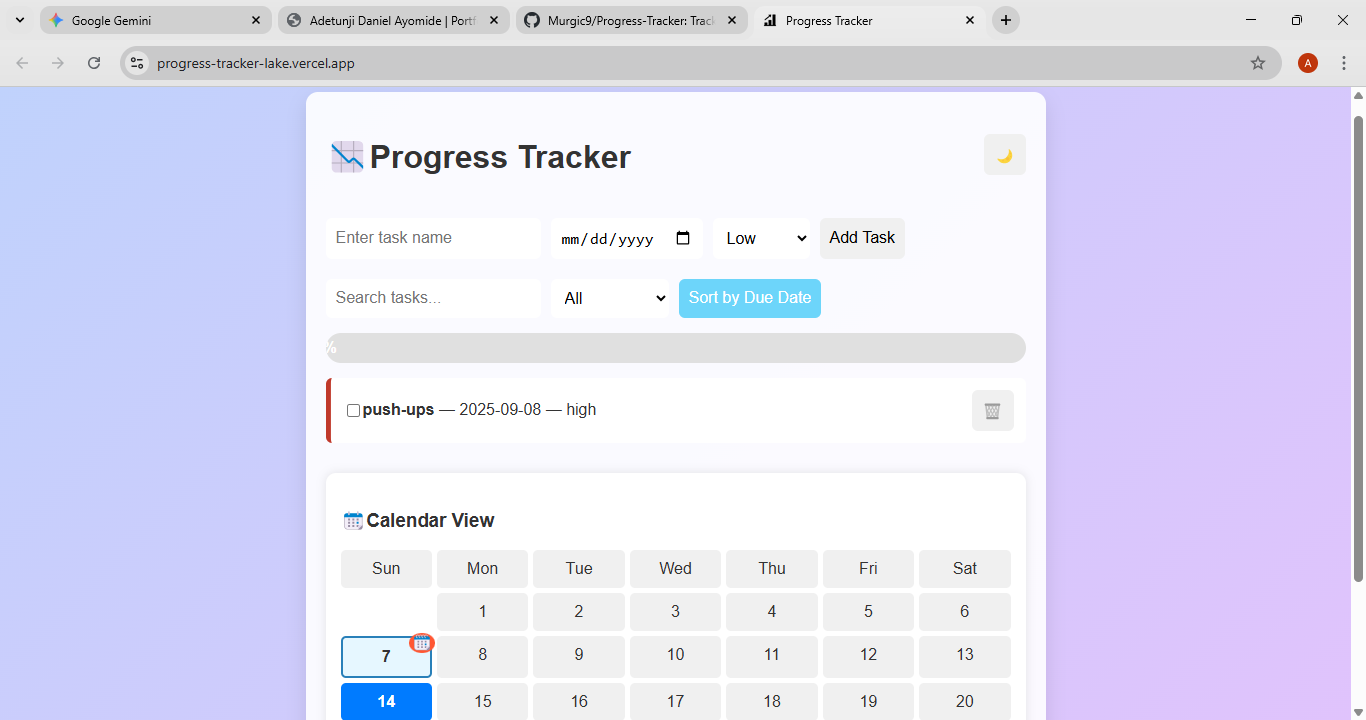 Google Gemini
Adetunji Daniel Ayomide | Portf
Murgic9/Progress-Tracker: Trac
Progress Tracker
progress-tracker-lake.vercel.app
A
Progress Tracker
Enter task name
mm/dd/yyyy
Low
Add Task
Search tasks...
All
Sort by Due Date
%
push-ups — 2025-09-08 — high
Calendar View
Sun Mon Tue Wed Thu Fri Sat
1 2 3 4 5 6
7 8 9 10 11 12 13
14 15 16 17 18 19 20